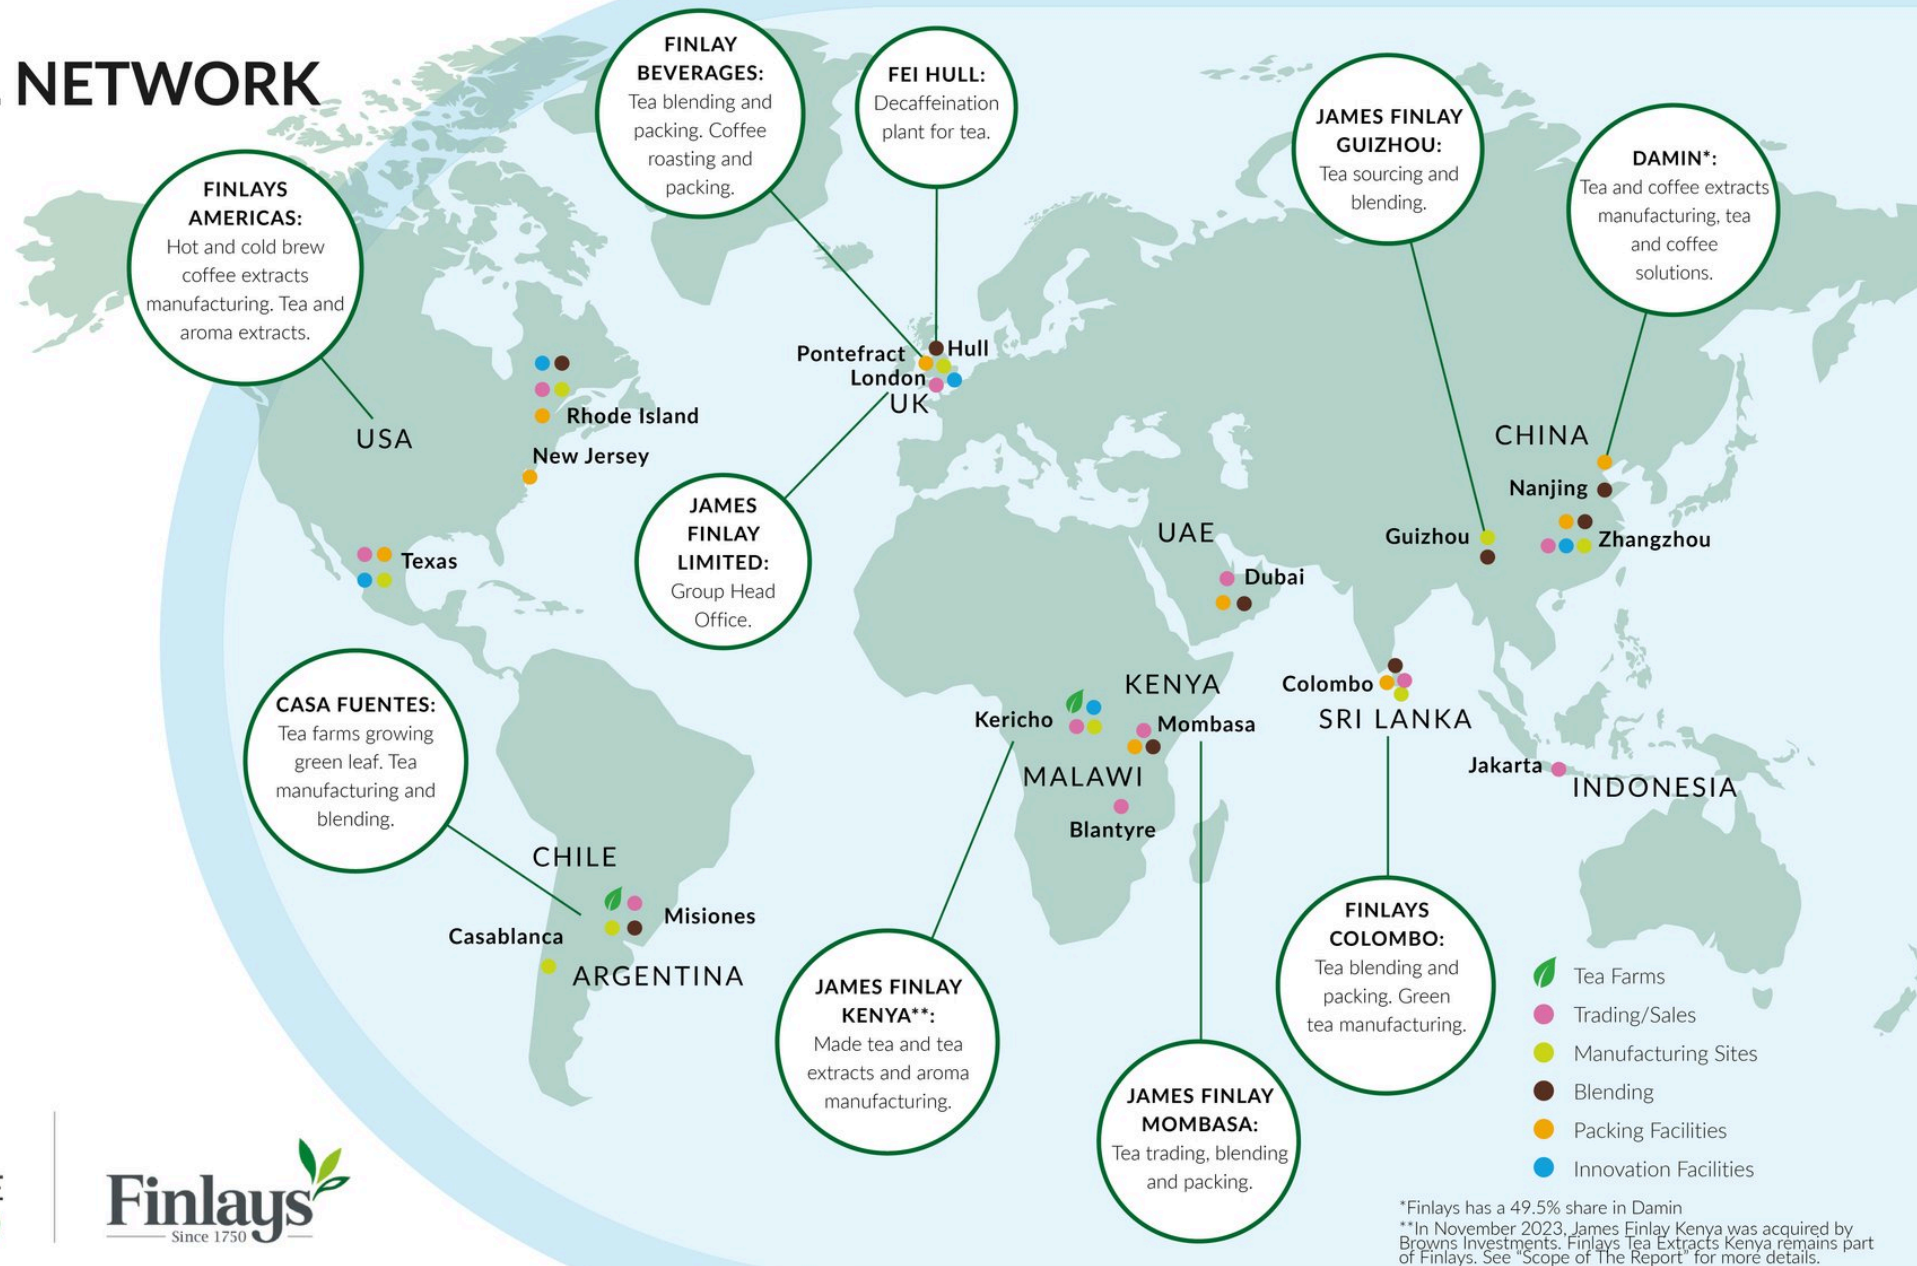 NETWORK
FINLAYS
AMERICAS:
Hot and cold brew
coffee extracts
manufacturing. Tea and
aroma extracts.
FINLAY
BEVERAGES:
Tea blending and
packing. Coffee
roasting and
packing.
FEI HULL:
Decaffeination
plant for tea.
JAMES FINLAY
GUIZHOU:
Tea sourcing and
blending.
DAMIN*:
Tea and coffee extracts
manufacturing, tea
and coffee
solutions.
Hull
Pontefract
London
UK
USA
Rhode Island
New Jersey
Texas
JAMES
FINLAY
LIMITED:
Group Head
Office.
CHINA
Nanjing
Guizhou
Zhangzhou
UAE
Dubai
CASA FUENTES:
Tea farms growing
green leaf. Tea
manufacturing and
blending.
KENYA
Kericho
Mombasa
MALAWI
Blantyre
Colombo
SRI LANKA
Jakarta
INDONESIA
CHILE
Misiones
Casablanca
ARGENTINA
JAMES FINLAY
KENYA**:
Made tea and tea
extracts and aroma
manufacturing.
JAMES FINLAY
MOMBASA:
Tea trading, blending
and packing.
FINLAYS
COLOMBO:
Tea blending and
packing. Green
tea manufacturing.
Tea Farms
Trading/Sales
Manufacturing Sites
Blending
Packing Facilities
Innovation Facilities
Finlays
Since 1750
*Finlays has a 49.5% share in Damin
**In November 2023, James Finlay Kenya was acquired by
Browns Investments. Finlays Tea Extracts Kenya remains part
of Finlays. See "Scope of The Report" for more details.